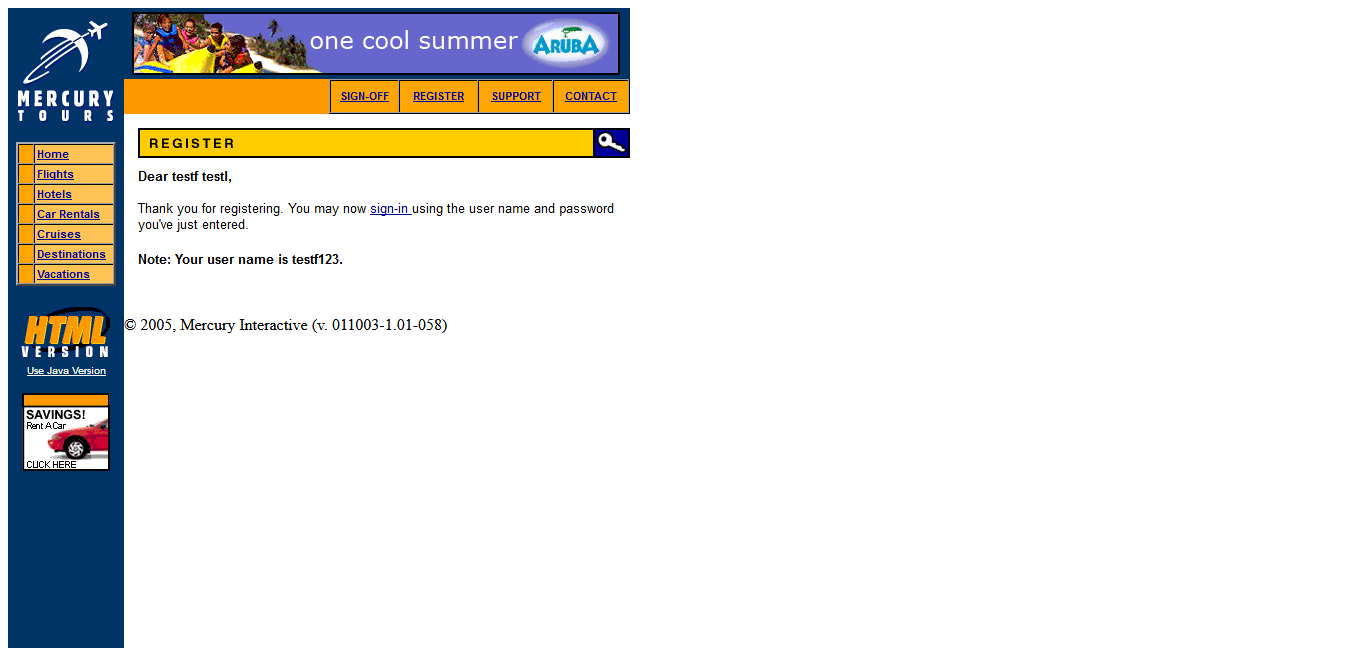 MERCURY
TOURS
one cool summer
ARUBA
SIGN-OFF
REGISTER
SUPPORT
CONTACT
Home
Flights
Hotels
Car Rentals
Cruises
Destinations
Vacations
HTML
VERSION
Use Java Version
SAVINGS!
Rent A Car
CLICK HERE
REGISTER
Dear testf testl,
Thank you for registering. You may now sign-in using the user name and password
you've just entered.
Note: Your user name is testf123.
© 2005, Mercury Interactive (v. 011003-1.01-058)